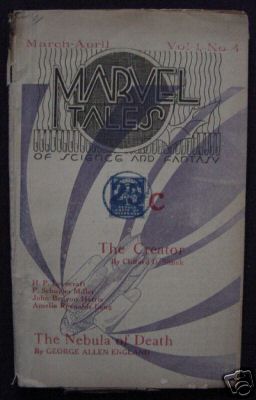 March-April Vol 1, No 4
MARVEL
TALES
OF SCIENCE AND FANTASY
C
The Creator
By Clifford D. Simak
H. P. Lovecraft
P. Schuyler Miller
John Beynon Harris
Amelia Reynolds Long
The Nebula of Death
By GEORGE ALLEN ENGLAND